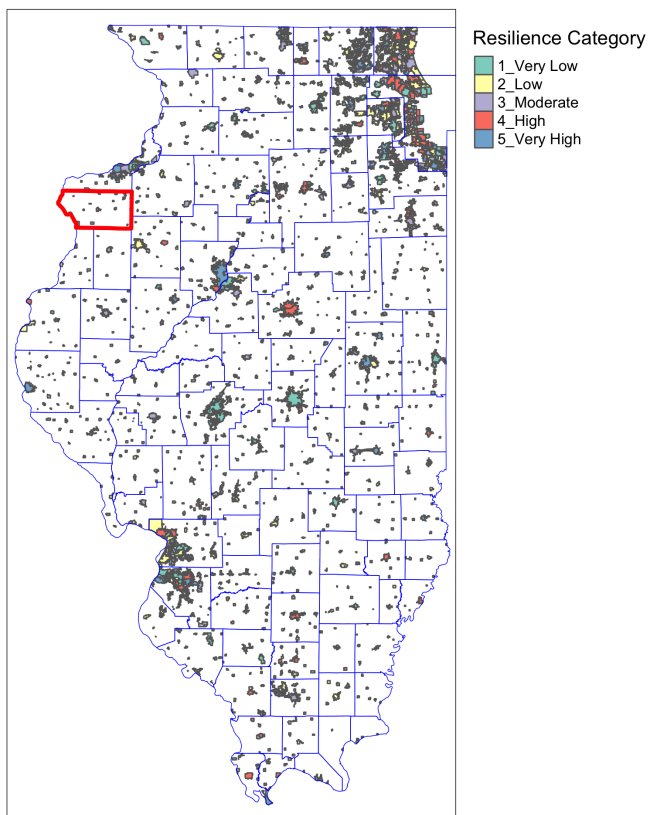 Resilience Category
1_Very Low
2_Low
3_Moderate
4_High
5_Very High